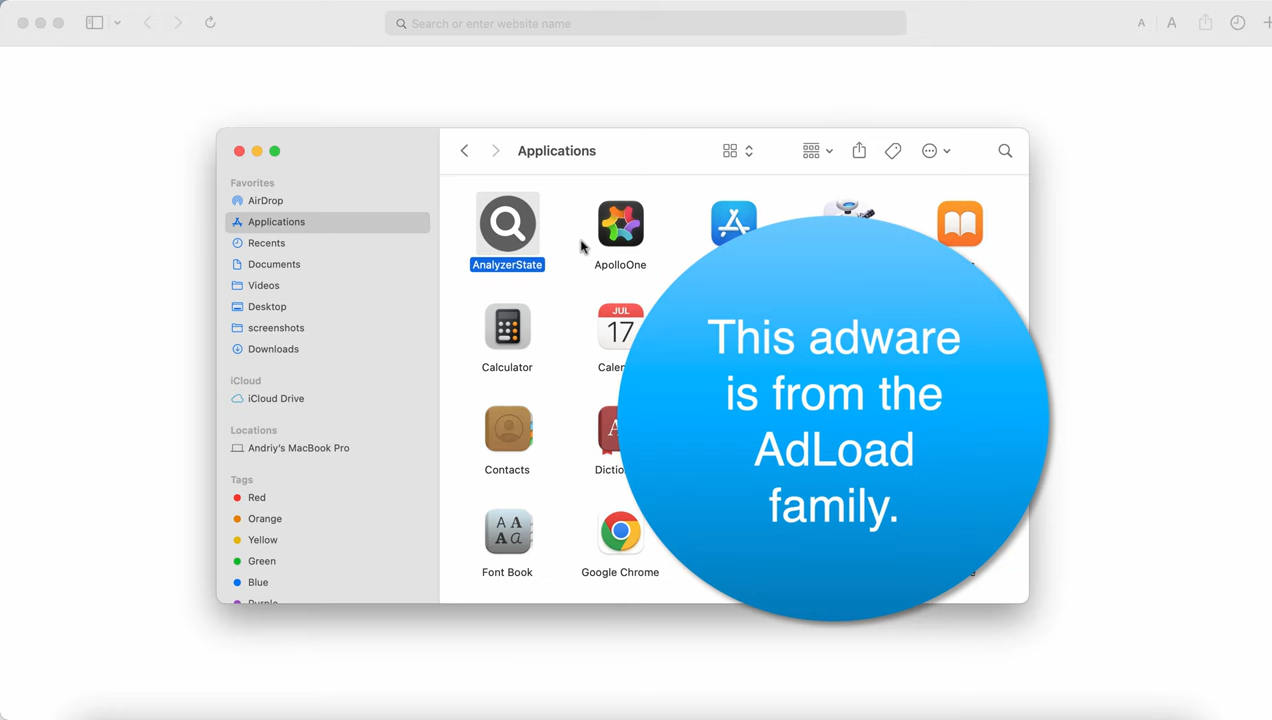 Search or enter website name
A
A
Applications
Favorites
AirDrop
Applications
Recents
Documents
Videos
Desktop
screenshots
Downloads
iCloud
iCloud Drive
Locations
Andriy's MacBook Pro
Tags
Red
Orange
Yellow
Green
Blue
AnalyzerState
ApolloOne
Calculator
JUL
17
Contacts
A A
A a
Font Book
Google Chrome
This adware
is from the
AdLoad
family.